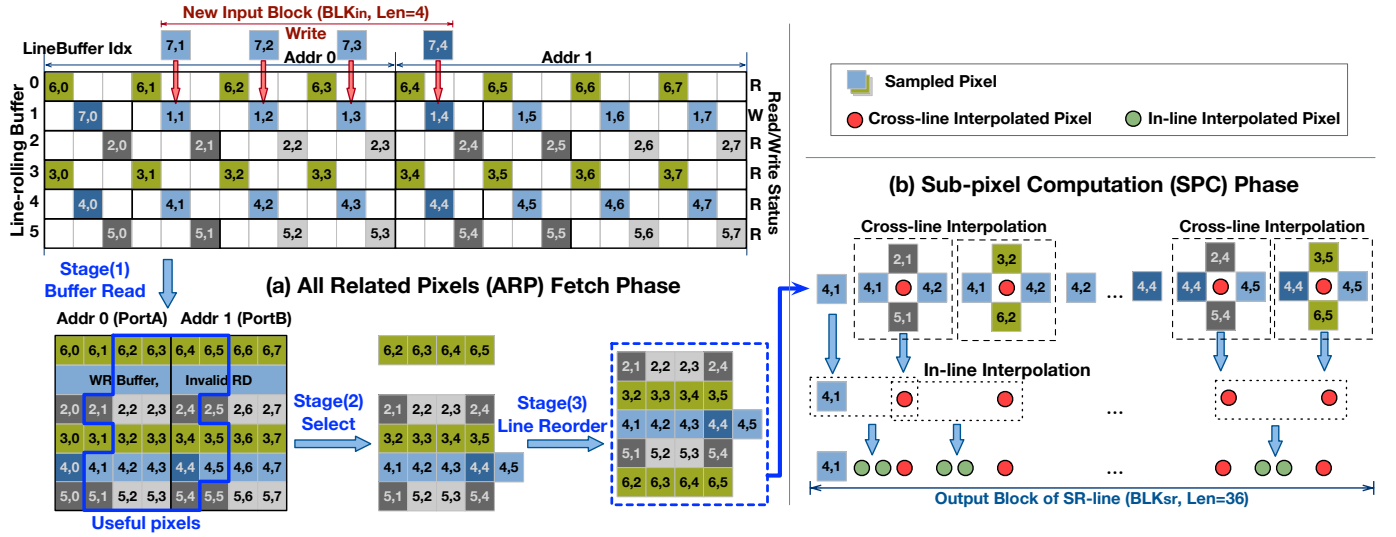 New Input Block (BLKin, Len=4)
Write
7,1 7,2 7,3 7,4
LineBuffer Idx
Addr 0 Addr 1
Line-rolling Buffer
0 6,0 6,1 6,2 6,3 6,4 6,5 6,6 6,7 R
1 7,0 1,1 1,2 1,3 1,4 1,5 1,6 1,7 W
2 2,0 2,1 2,2 2,3 2,4 2,5 2,6 2,7 R
3 3,0 3,1 3,2 3,3 3,4 3,5 3,6 3,7 R
4 4,0 4,1 4,2 4,3 4,4 4,5 4,6 4,7 R
5 5,0 5,1 5,2 5,3 5,4 5,5 5,6 5,7 R
Read/Write Status
Stage(1)
Buffer Read
(a) All Related Pixels (ARP) Fetch Phase
Addr 0 (PortA) Addr 1 (PortB)
6,0 6,1 6,2 6,3 6,4 6,5 6,6 6,7
WR Buffer, Invalid RD
2,0 2,1 2,2 2,3 2,4 2,5 2,6 2,7
3,0 3,1 3,2 3,3 3,4 3,5 3,6 3,7
4,0 4,1 4,2 4,3 4,4 4,5 4,6 4,7
5,0 5,1 5,2 5,3 5,4 5,5 5,6 5,7
Useful pixels
Stage(2)
Select
6,2 6,3 6,4 6,5
2,1 2,2 2,3 2,4
3,2 3,3 3,4 3,5
4,1 4,2 4,3 4,4 4,5
5,1 5,2 5,3 5,4
Stage(3)
Line Reorder
2,1 2,2 2,3 2,4
3,2 3,3 3,4 3,5
4,1 4,2 4,3 4,4 4,5
5,1 5,2 5,3 5,4
6,2 6,3 6,4 6,5
Sampled Pixel
Cross-line Interpolated Pixel In-line Interpolated Pixel
(b) Sub-pixel Computation (SPC) Phase
Cross-line Interpolation Cross-line Interpolation
2,1 3,2 2,4 3,5
4,1 4,1 4,2 4,1 4,2 4,2 ... 4,4 4,4 4,5 4,4 4,5
5,1 6,2 5,4 6,5
In-line Interpolation
4,1 ...
4,1 ...
Output Block of SR-line (BLKsr, Len=36)